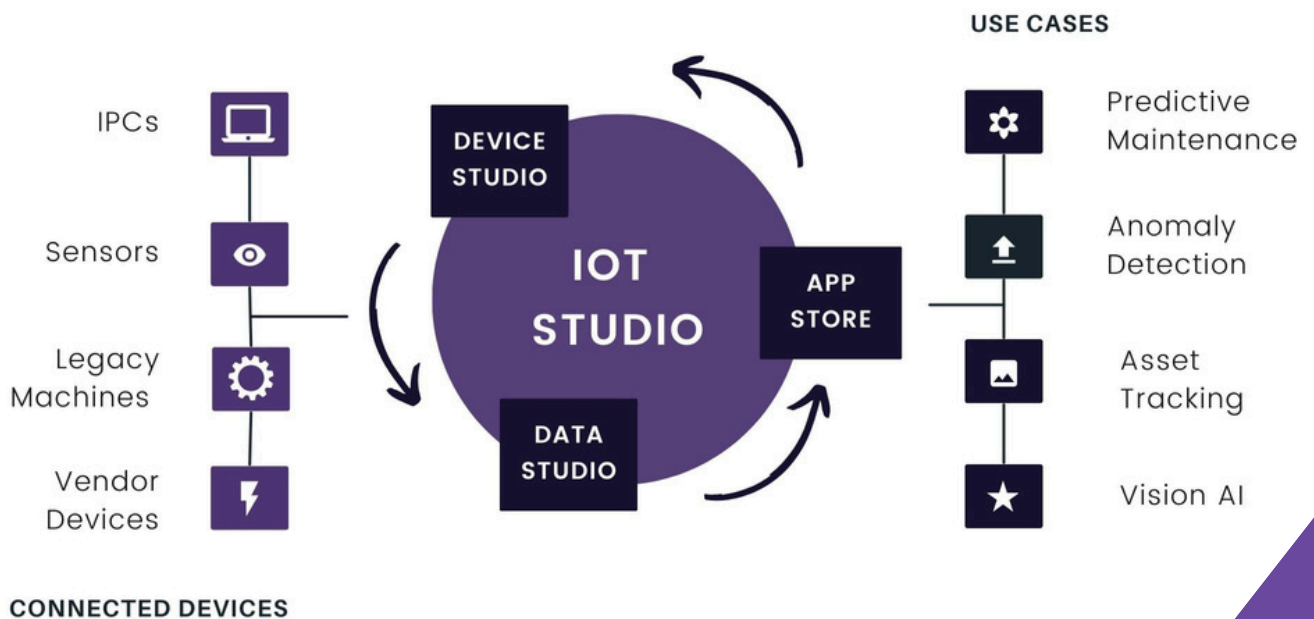 USE CASES
IPCs
Sensors
Legacy
Machines
Vendor
Devices
CONNECTED DEVICES
DEVICE
STUDIO
IOT
STUDIO
APP
STORE
DATA
STUDIO
Predictive
Maintenance
Anomaly
Detection
Asset
Tracking
Vision AI